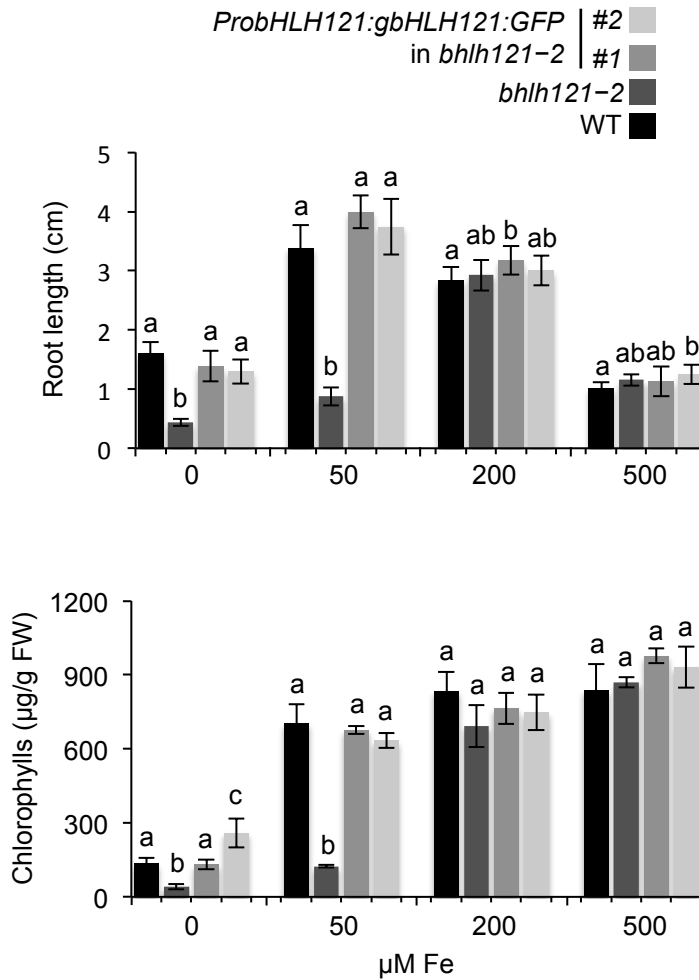 ProbHLH121:gbHLH121:GFP #2
in bhlh121−2 #1
bhlh121−2
WT
Root length (cm)
5
4
3
2
1
0
a b a a
a b a a
a ab b ab
a ab ab b
0 50 200 500
Chlorophylls (µg/g FW)
1200
900
600
300
0
a b a c
a b a a
a a a a
a a a a
0 50 200 500
µM Fe